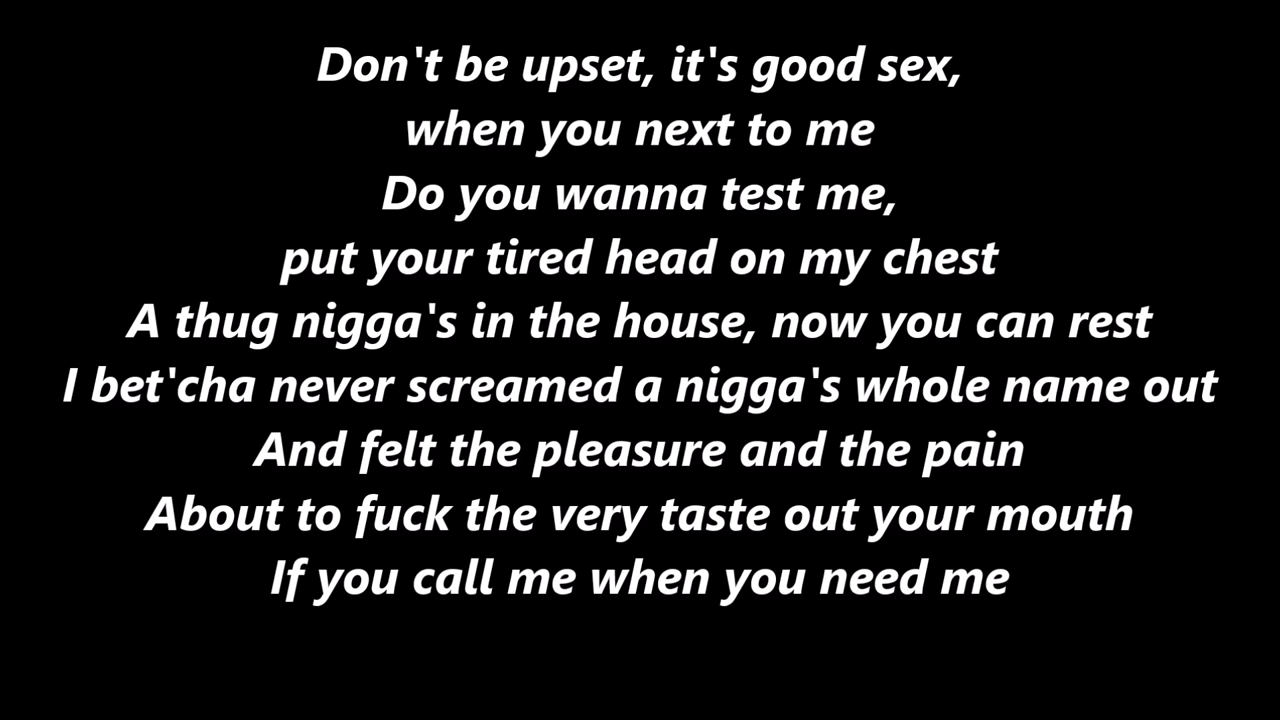 Don't be upset, it's good sex,
when you next to me
Do you wanna test me,
put your tired head on my chest
A thug nigga's in the house, now you can rest
I bet'cha never screamed a nigga's whole name out
And felt the pleasure and the pain
About to fuck the very taste out your mouth
If you call me when you need me